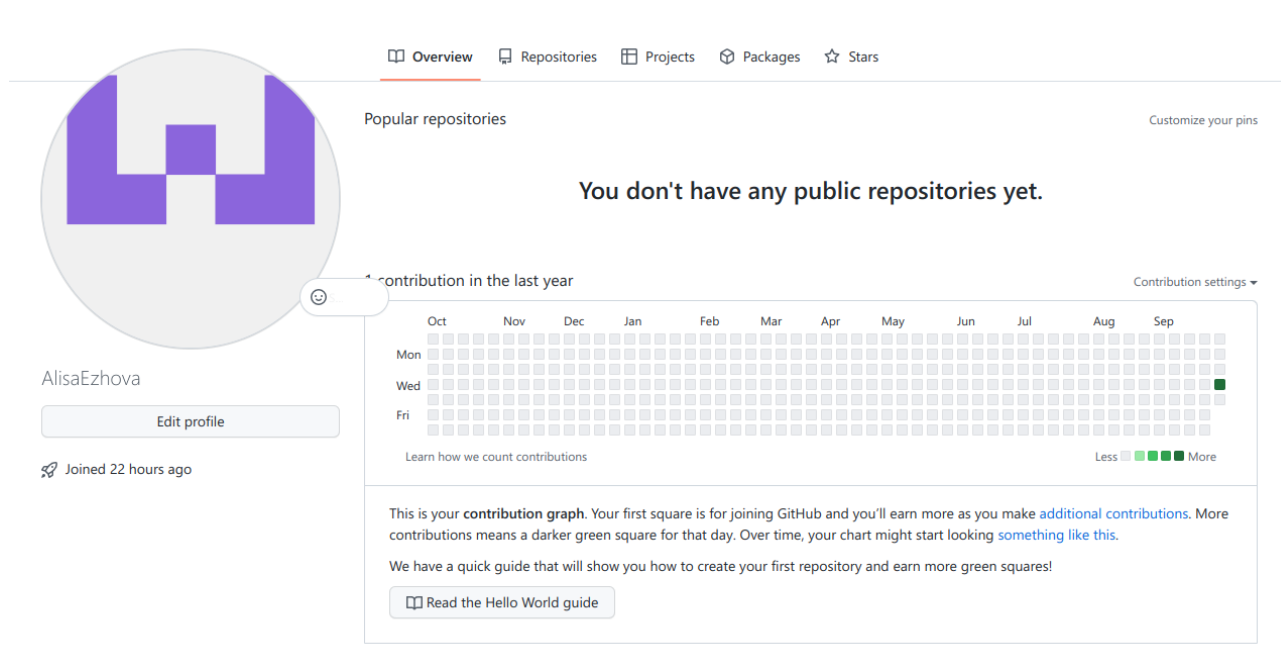 Overview Repositories Projects Packages Stars
Popular repositories Customize your pins
You don't have any public repositories yet.
contribution in the last year Contribution settings
Oct Nov Dec Jan Feb Mar Apr May Jun Jul Aug Sep
Mon
Wed
Fri
Learn how we count contributions Less More
AlisaEzhova
Edit profile
Joined 22 hours ago
This is your contribution graph. Your first square is for joining GitHub and you'll earn more as you make additional contributions. More
contributions means a darker green square for that day. Over time, your chart might start looking something like this.
We have a quick guide that will show you how to create your first repository and earn more green squares!
Read the Hello World guide